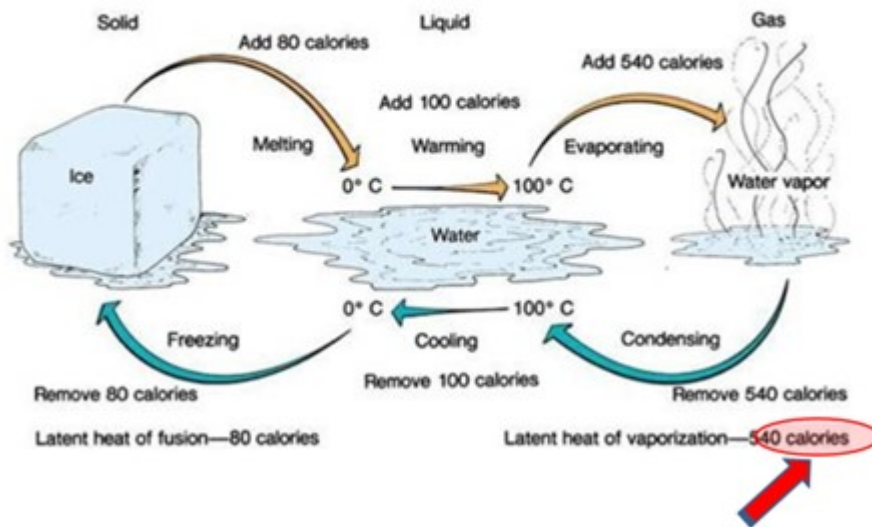 Solid
Liquid
Gas
Add 80 calories
Add 540 calories
Add 100 calories
Melting
Warming
Evaporating
Ice
0° C
100° C
Water vapor
Water
0° C
100° C
Freezing
Cooling
Condensing
Remove 80 calories
Remove 100 calories
Remove 540 calories
Latent heat of fusion—80 calories
Latent heat of vaporization—540 calories